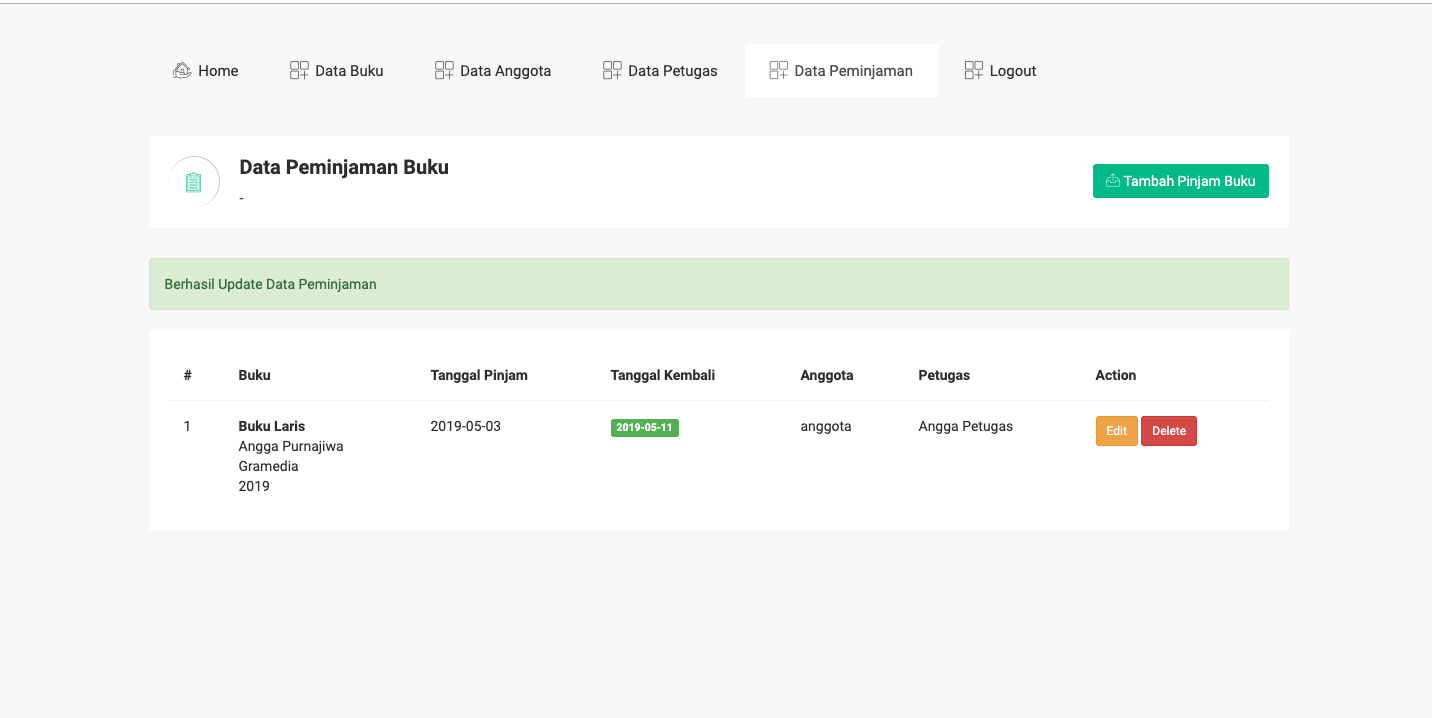 Home Data Buku Data Anggota Data Petugas Data Peminjaman Logout
Data Peminjaman Buku
-
Tambah Pinjam Buku
Berhasil Update Data Peminjaman
# Buku Tanggal Pinjam Tanggal Kembali Anggota Petugas Action
1 Buku Laris 2019-05-03 2019-05-11 anggota Angga Petugas Edit Delete
Angga Purnajiwa
Gramedia
2019